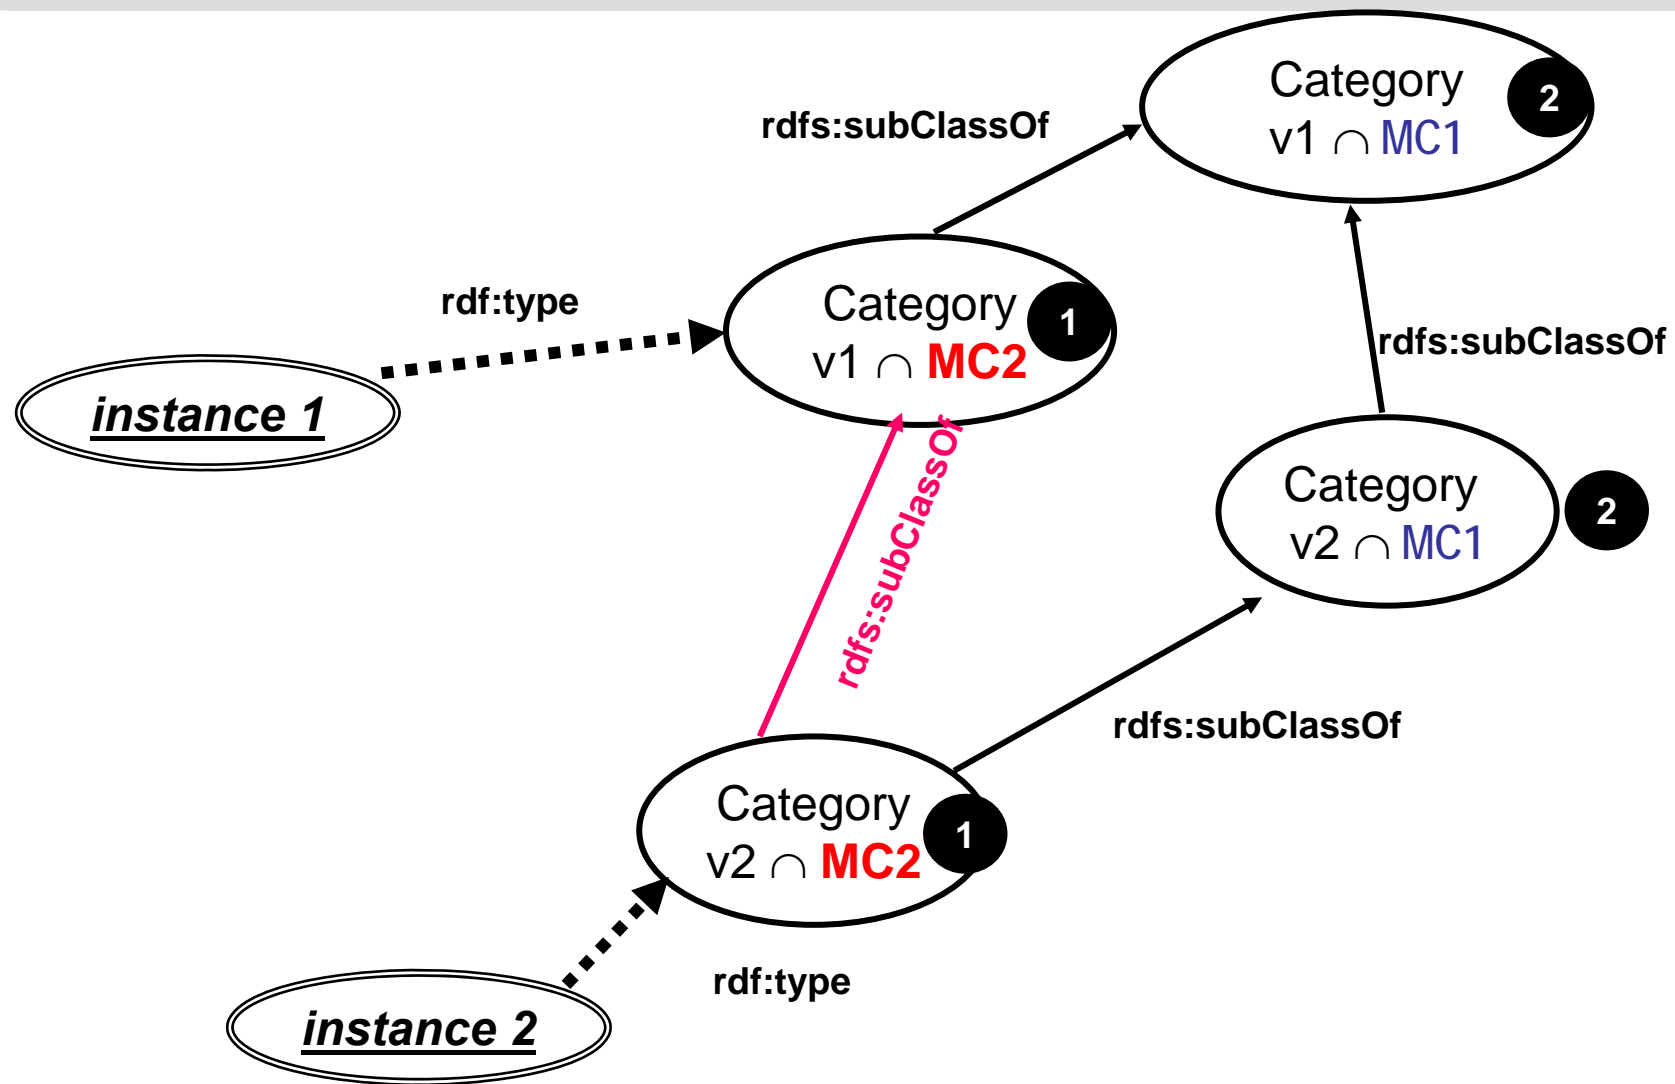 Category
v1 ∩ MC1
2
rdfs:subClassOf
rdf:type
Category
v1 ∩ MC2
1
rdfs:subClassOf
instance 1
rdfs:subClassOf
Category
v2 ∩ MC1
2
rdfs:subClassOf
Category
v2 ∩ MC2
1
rdf:type
instance 2